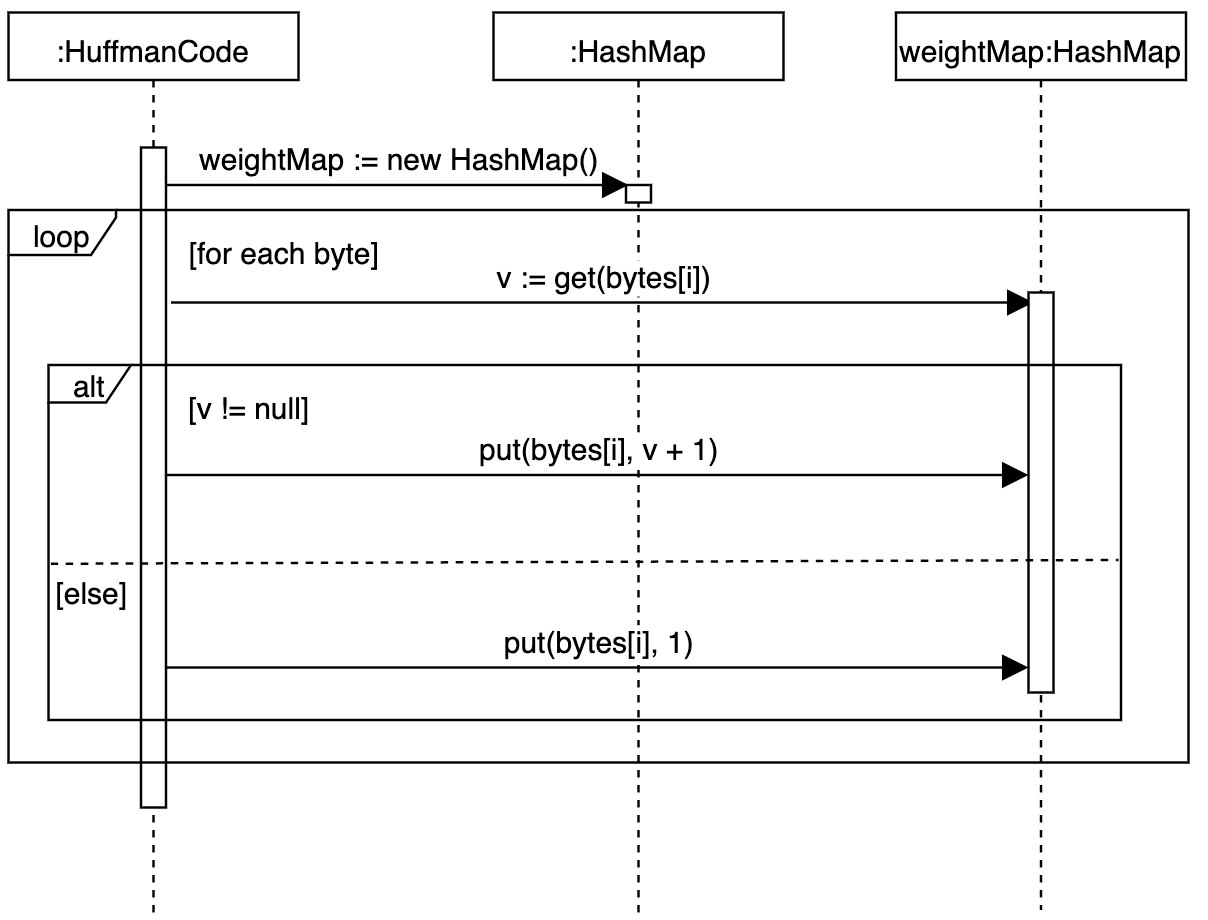 :HuffmanCode
:HashMap
weightMap:HashMap
weightMap := new HashMap()
loop
[for each byte]
v := get(bytes[i])
alt
[v != null]
put(bytes[i], v + 1)
[else]
put(bytes[i], 1)